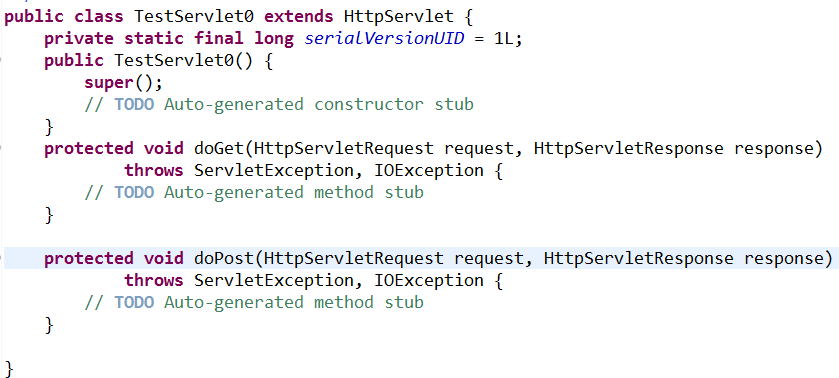 public class TestServlet0 extends HttpServlet {
    private static final long serialVersionUID = 1L;
    public TestServlet0() {
        super();
        // TODO Auto-generated constructor stub
    }
    protected void doGet(HttpServletRequest request, HttpServletResponse response)
            throws ServletException, IOException {
        // TODO Auto-generated method stub
    }

    protected void doPost(HttpServletRequest request, HttpServletResponse response)
            throws ServletException, IOException {
        // TODO Auto-generated method stub
    }

}